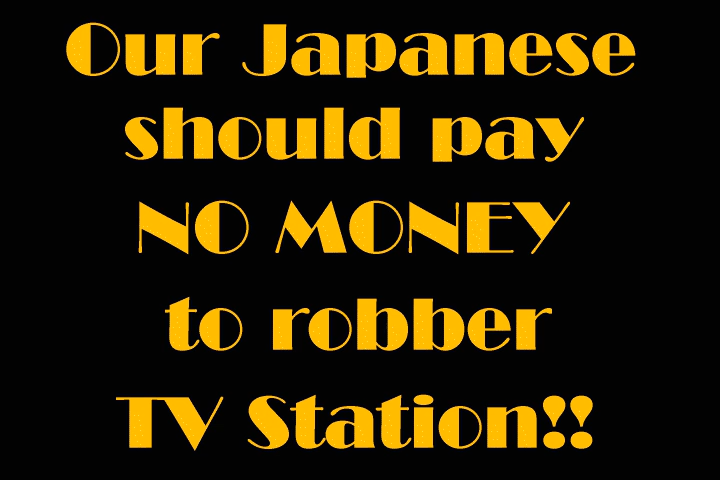 Our Japanese
should pay
NO MONEY
to robber
TV Station!!